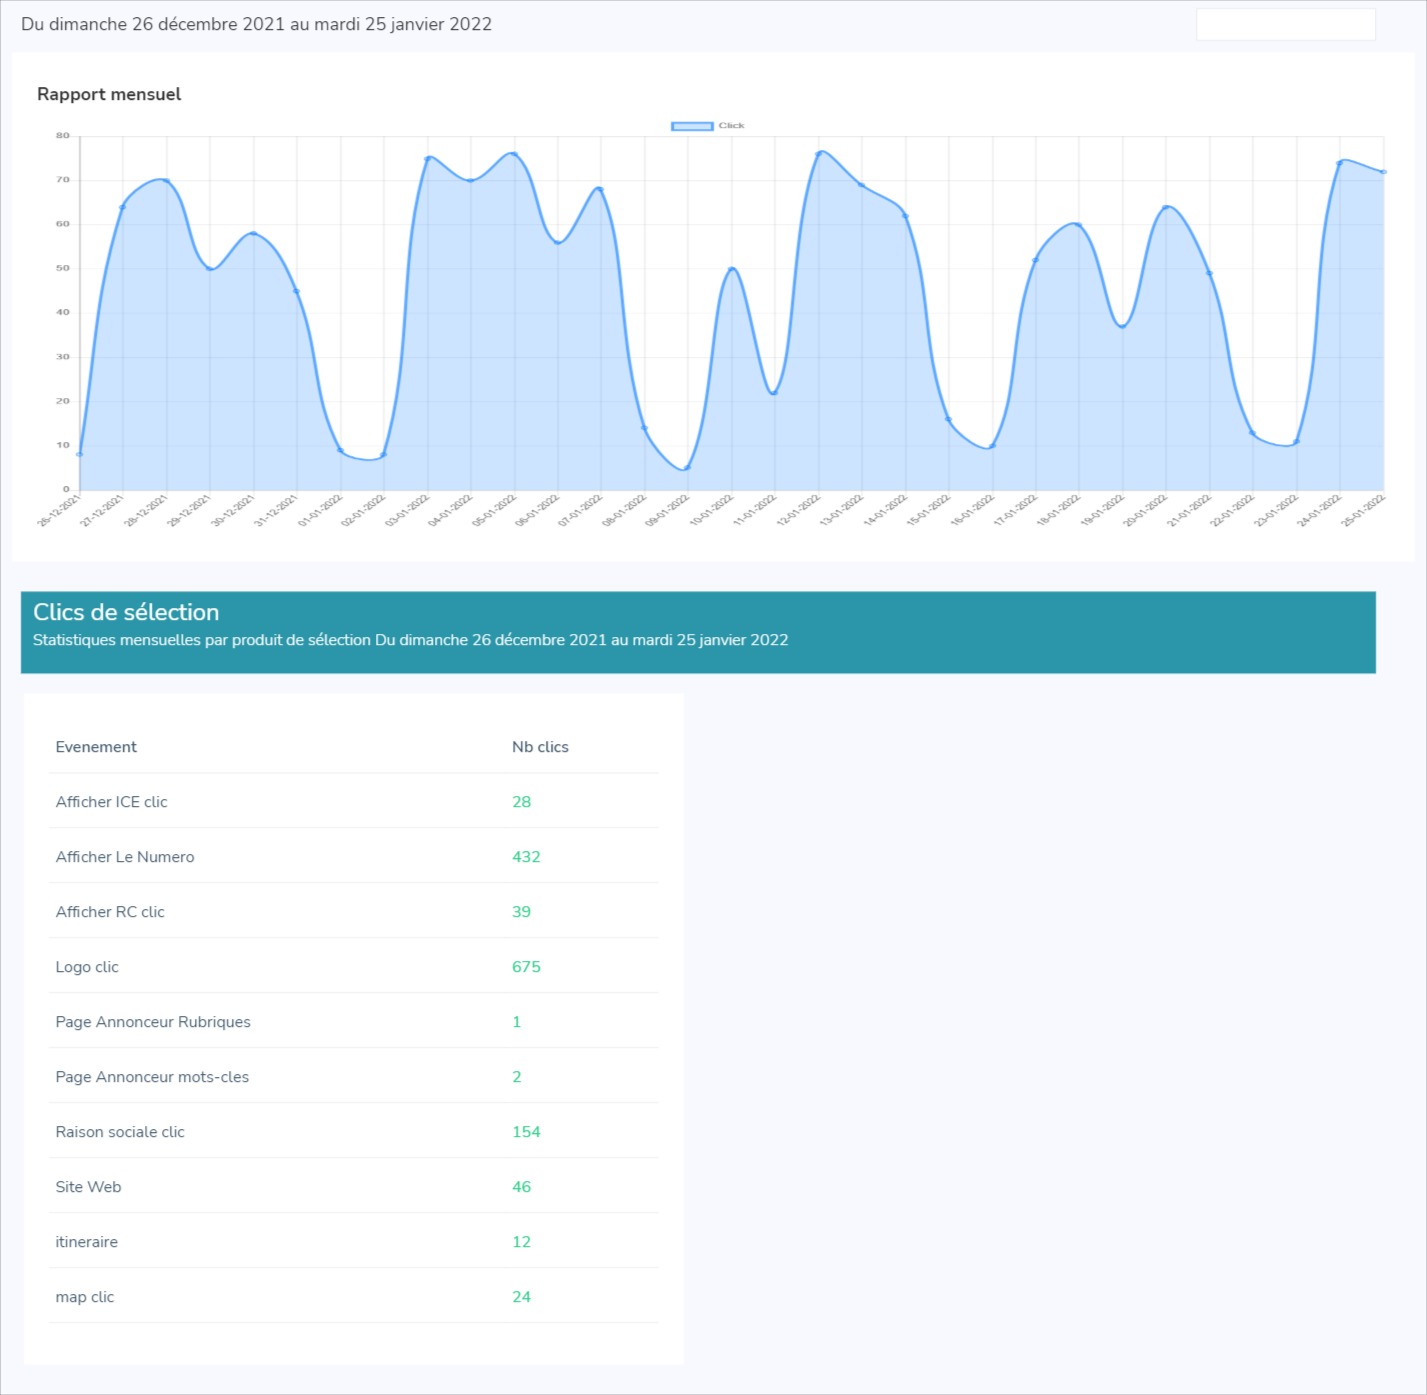 Du dimanche 26 décembre 2021 au mardi 25 janvier 2022
Rapport mensuel
Click
80
70
60
50
40
30
20
10
0
26-12-2021
27-12-2021
28-12-2021
29-12-2021
30-12-2021
31-12-2021
01-01-2022
02-01-2022
03-01-2022
04-01-2022
05-01-2022
06-01-2022
07-01-2022
08-01-2022
09-01-2022
10-01-2022
11-01-2022
12-01-2022
13-01-2022
14-01-2022
15-01-2022
16-01-2022
17-01-2022
18-01-2022
19-01-2022
20-01-2022
21-01-2022
22-01-2022
23-01-2022
24-01-2022
25-01-2022
Clics de sélection
Statistiques mensuelles par produit de sélection Du dimanche 26 décembre 2021 au mardi 25 janvier 2022
Evenement Nb clics
Afficher ICE clic 28
Afficher Le Numero 432
Afficher RC clic 39
Logo clic 675
Page Annonceur Rubriques 1
Page Annonceur mots-cles 2
Raison sociale clic 154
Site Web 46
itineraire 12
map clic 24